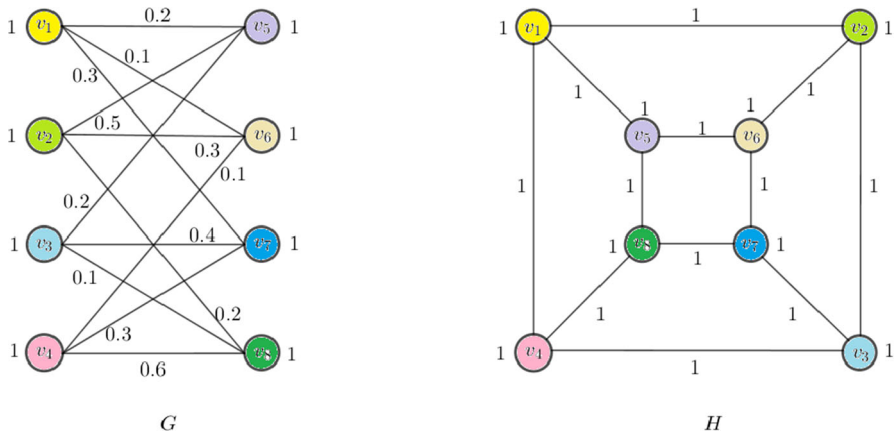 1 v₁ 0.2 v₅ 1
0.3 0.1
1 v₂ 0.5 0.3 v₆ 1
0.2 0.1
1 v₃ 0.4 v₇ 1
0.1
0.3 0.2
1 v₄ 0.6 v₈ 1
G
1 v₁ 1 v₂ 1
1 1 1 1
v₅ 1 v₆
1 1 1 1
1 v₈ 1 v₇ 1
1 1
1 v₄ 1 v₃ 1
H